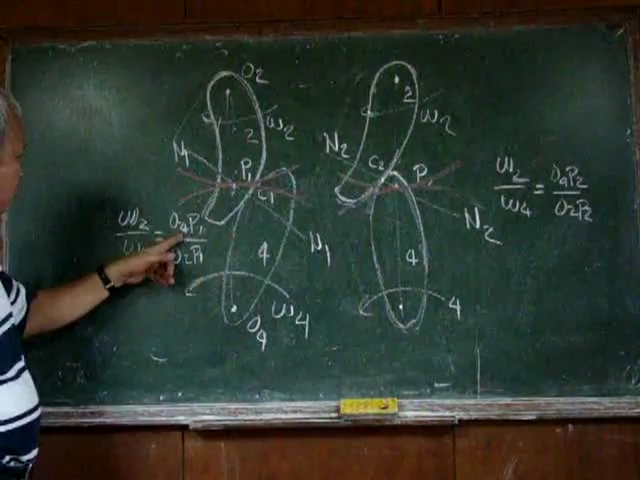 O2
2
ω2
N1
P1
C1
ω2/ω4 = O4P1/O2P1
4
N1
ω4
O4
2
ω2
N2
C2
P2
N2
4
4
ω2/ω4 = O4P2/O2P2